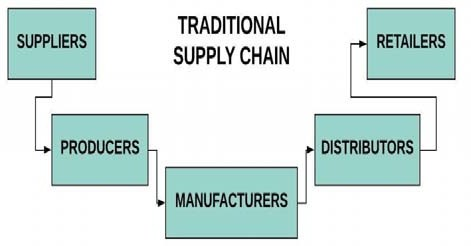 TRADITIONAL
SUPPLY CHAIN
SUPPLIERS
PRODUCERS
MANUFACTURERS
DISTRIBUTORS
RETAILERS